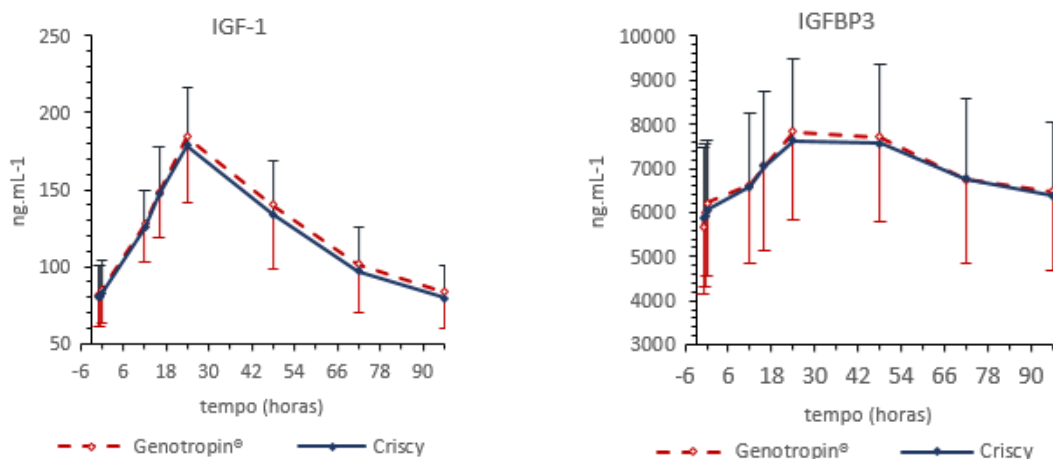 IGF-1
250
200
150
100
50
ng.mL-1
-6 6 18 30 42 54 66 78 90
tempo (horas)
Genotropin® Criscy
IGFBP3
10000
9000
8000
7000
6000
5000
4000
3000
ng.mL-1
-6 6 18 30 42 54 66 78 90
tempo (horas)
Genotropin® Criscy